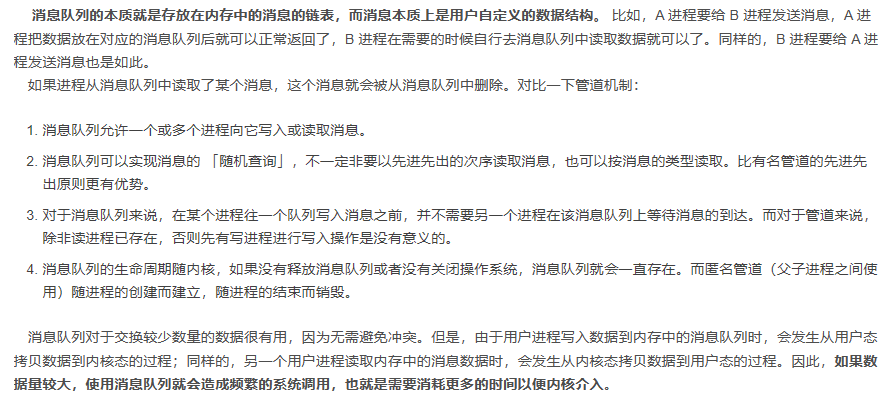 消息队列的本质就是存放在内存中的消息的链表，而消息本质上是用户自定义的数据结构。 比如，A 进程要给 B 进程发送消息，A 进
程把数据放在对应的消息队列后就可以正常返回了，B 进程在需要的时候自行去消息队列中读取数据就可以了。同样的，B 进程要给 A 进
程发送消息也是如此。
如果进程从消息队列中读取了某个消息，这个消息就会被从消息队列中删除。对比一下管道机制：
1. 消息队列允许一个或多个进程向它写入或读取消息。
2. 消息队列可以实现消息的 「随机查询」，不一定非要以先进先出的次序读取消息，也可以按消息的类型读取。比有名管道的先进先
出原则更有优势。
3. 对于消息队列来说，在某个进程往一个队列写入消息之前，并不需要另一个进程在该消息队列上等待消息的到达。而对于管道来说，
除非读进程已存在，否则先有写进程进行写入操作是没有意义的。
4. 消息队列的生命周期随内核，如果没有释放消息队列或者没有关闭操作系统，消息队列就会一直存在。而匿名管道（父子进程之间使
用）随进程的创建而建立，随进程的结束而销毁。
消息队列对于交换较少数量的数据很有用，因为无需避免冲突。但是，由于用户进程写入数据到内存中的消息队列时，会发生从用户态
拷贝数据到内核态的过程；同样的，另一个用户进程读取内存中的消息数据时，会发生从内核态拷贝数据到用户态的过程。因此，如果数
据量较大，使用消息队列就会造成频繁的系统调用，也就是需要消耗更多的时间以便内核介入。